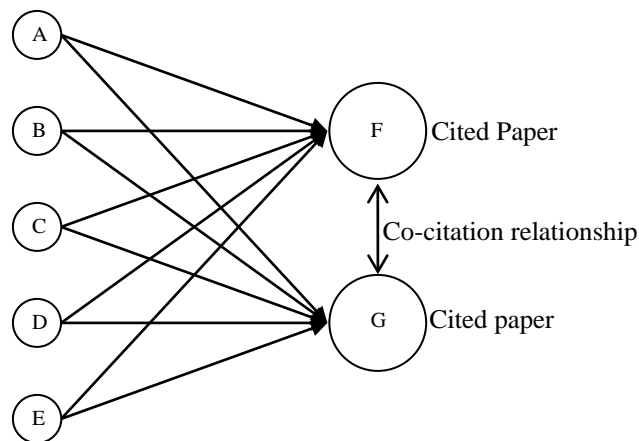 A
B
F Cited Paper
C
Co-citation relationship
D
G Cited paper
E